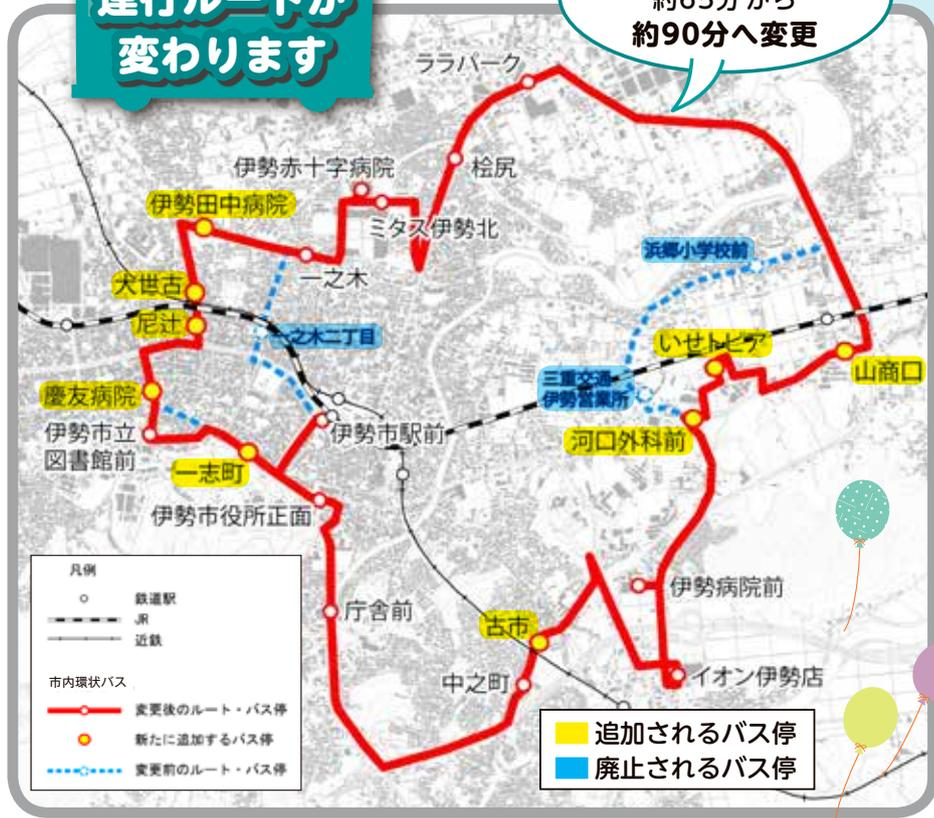 運行ルートが
変わります
約65分から
約90分へ変更
ララパーク
伊勢赤十字病院
桧尻
伊勢田中病院
ミタス伊勢北
浜郷小学校前
一之木
犬世古
尼辻
一之木二丁目
いせトピア
山商口
三重交通
伊勢営業所
慶友病院
河口外科前
伊勢市立
図書館前
伊勢市駅前
一志町
伊勢市役所正面
伊勢病院前
庁舎前
古市
中之町
イオン伊勢店
凡例
鉄道駅
JR
近鉄
市内環状バス
変更後のルート・バス停
新たに追加するバス停
変更前のルート・バス停
追加されるバス停
廃止されるバス停